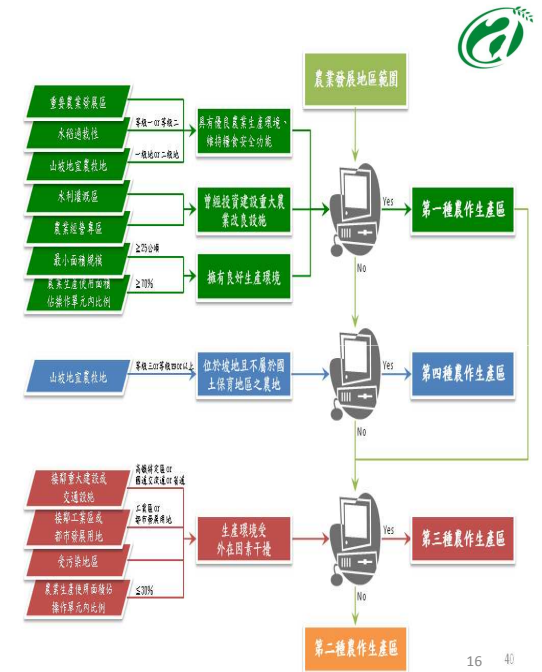 農業發展地區範圍
重要農業發展區
水稻適栽性
等級一or等級二
山坡地宜農牧地
一級地or二級地
具有優良農業生產環境、
維持糧食安全功能
水利灌溉區
農業經營專區
曾經投資建設重大農
業改良設施
Yes
第一種農作生產區
最小面積規模
≧25公頃
農業生產使用面積
佔操作單元內比例
≧70%
擁有良好生產環境
No
山坡地宜農牧地
等級三or等級四or以上
位於坡地且不屬於國
土保育地區之農地
Yes
第四種農作生產區
No
接鄰重大建設或
交通設施
高鐵特定區or
國道交流道or省道
接鄰工業區或
都市發展用地
工業區or
都市發展用地
受污染地區
農業生產使用面積佔
操作單元內比例
≦30%
生產環境受
外在因素干擾
Yes
第三種農作生產區
No
第二種農作生產區
16
40